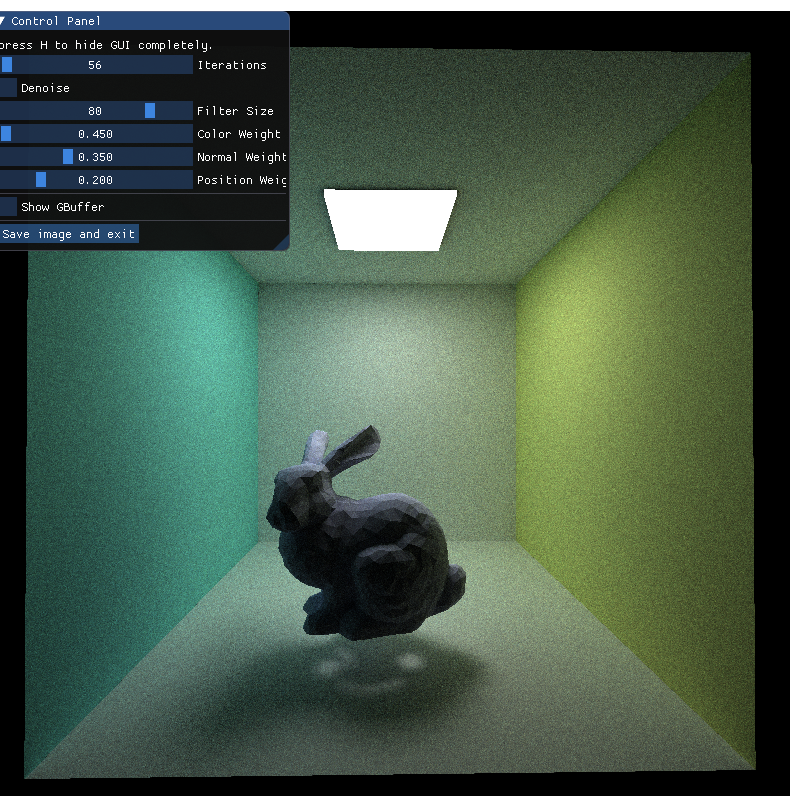 Control Panel
press H to hide GUI completely.
56 Iterations
Denoise
80 Filter Size
0.450 Color Weight
0.350 Normal Weight
0.200 Position Weig
Show GBuffer
Save image and exit